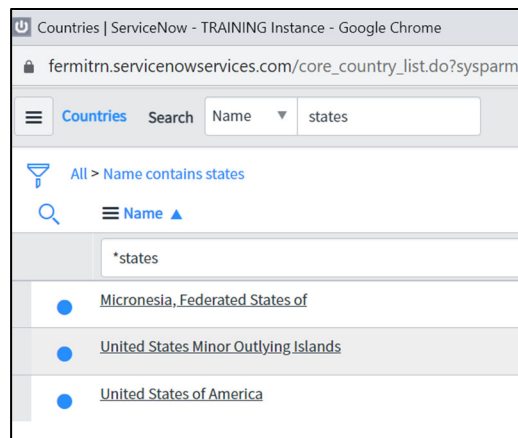 Countries | ServiceNow - TRAINING Instance - Google Chrome
fermitrn.servicenowservices.com/core_country_list.do?sysparm
Countries Search Name states
All > Name contains states
Name
*states
Micronesia, Federated States of
United States Minor Outlying Islands
United States of America